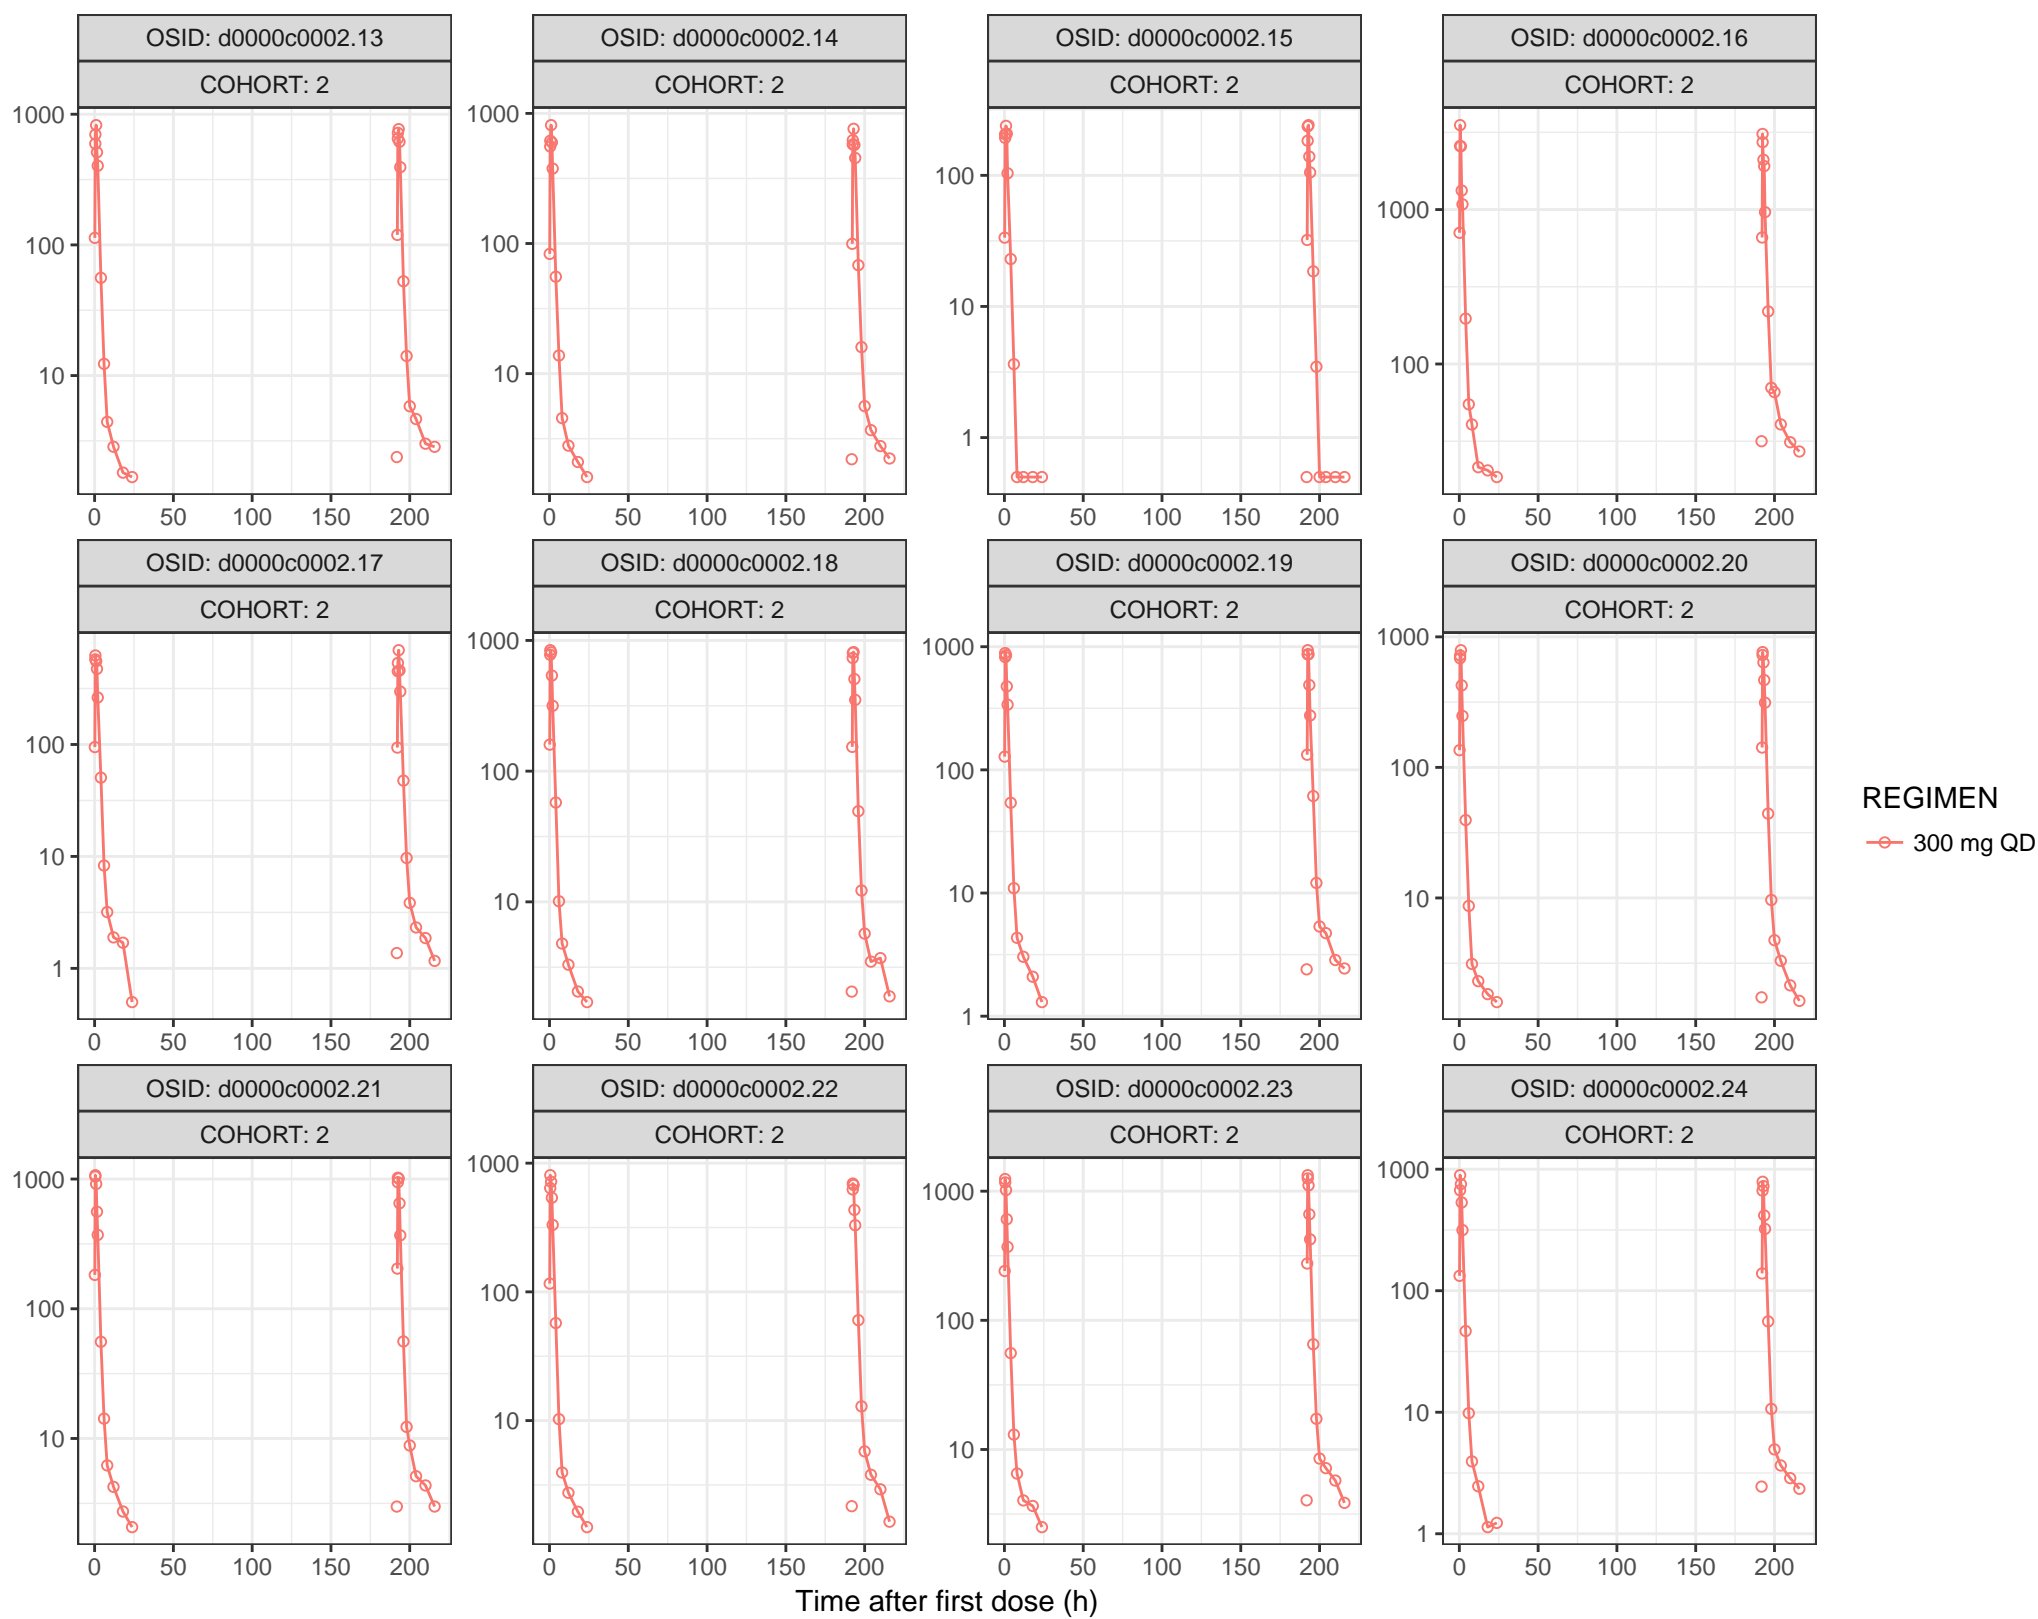 OSID: d0000c0002.13 OSID: d0000c0002.14 OSID: d0000c0002.15 OSID: d0000c0002.16
COHORT: 2 COHORT: 2 COHORT: 2 COHORT: 2
1000 1000
100 1000
100 100
10 100
10 10
1
0 50 100 150 200 0 50 100 150 200 0 50 100 150 200 0 50 100 150 200
OSID: d0000c0002.17 OSID: d0000c0002.18 OSID: d0000c0002.19 OSID: d0000c0002.20
COHORT: 2 COHORT: 2 COHORT: 2 COHORT: 2
1000 1000 1000
100 100 100 100
REGIMEN
300 mg QD
10 10 10 10
1 1
0 50 100 150 200 0 50 100 150 200 0 50 100 150 200 0 50 100 150 200
OSID: d0000c0002.21 OSID: d0000c0002.22 OSID: d0000c0002.23 OSID: d0000c0002.24
COHORT: 2 COHORT: 2 COHORT: 2 COHORT: 2
1000 1000 1000 1000
100 100 100 100
10 10 10 10
1
0 50 100 150 200 0 50 100 150 200 0 50 100 150 200 0 50 100 150 200
Time after first dose (h)